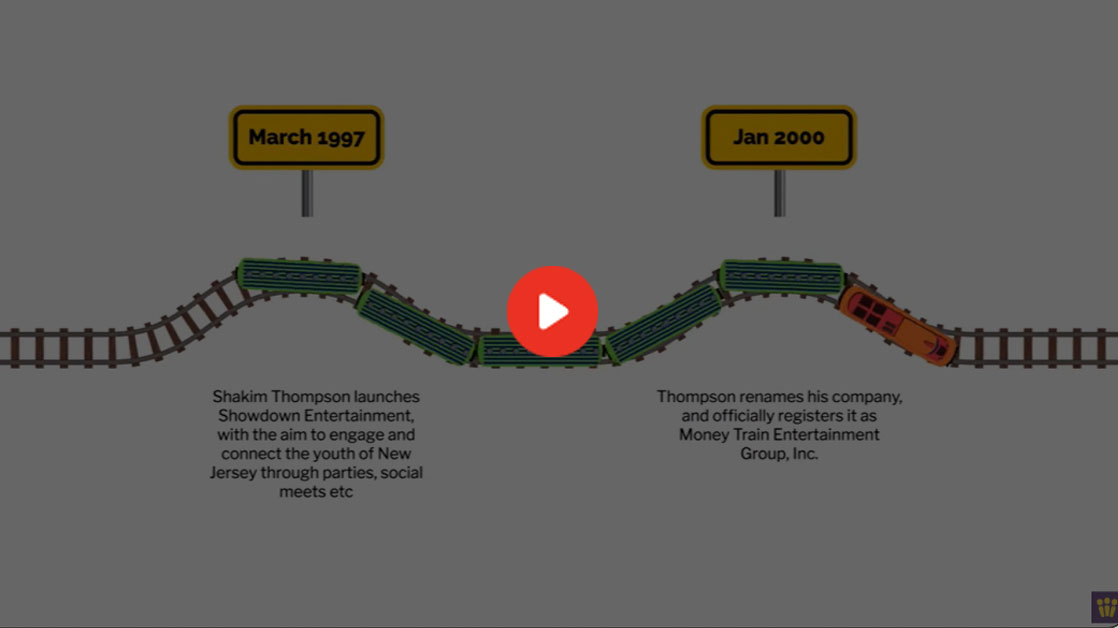 March 1997
Jan 2000
Shakim Thompson launches
Showdown Entertainment,
with the aim to engage and
connect the youth of New
Jersey through parties, social
meets etc
Thompson renames his company,
and officially registers it as
Money Train Entertainment
Group, Inc.